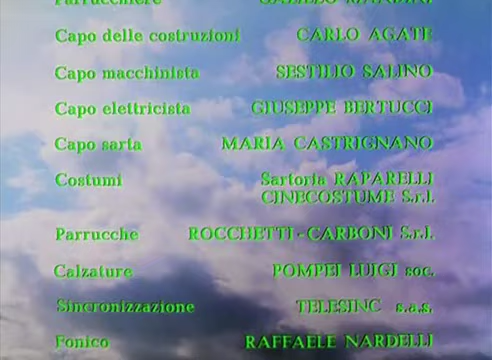 Parrucchiere
Capo delle costruzioni CARLO AGATE
Capo macchinista SESTILIO SALINO
Capo elettricista GIUSEPPE BERTUCCI
Capo sarta MARIA CASTRIGNANO
Costumi Sartoria RAPARELLI
CINECOSTUME S.r.l.
Parrucche ROCCHETTI-CARBONI S.r.l.
Calzature POMPEI LUIGI soc.
Sincronizzazione TELESINC s.a.s.
Fonico RAFFAELE NARDELLI